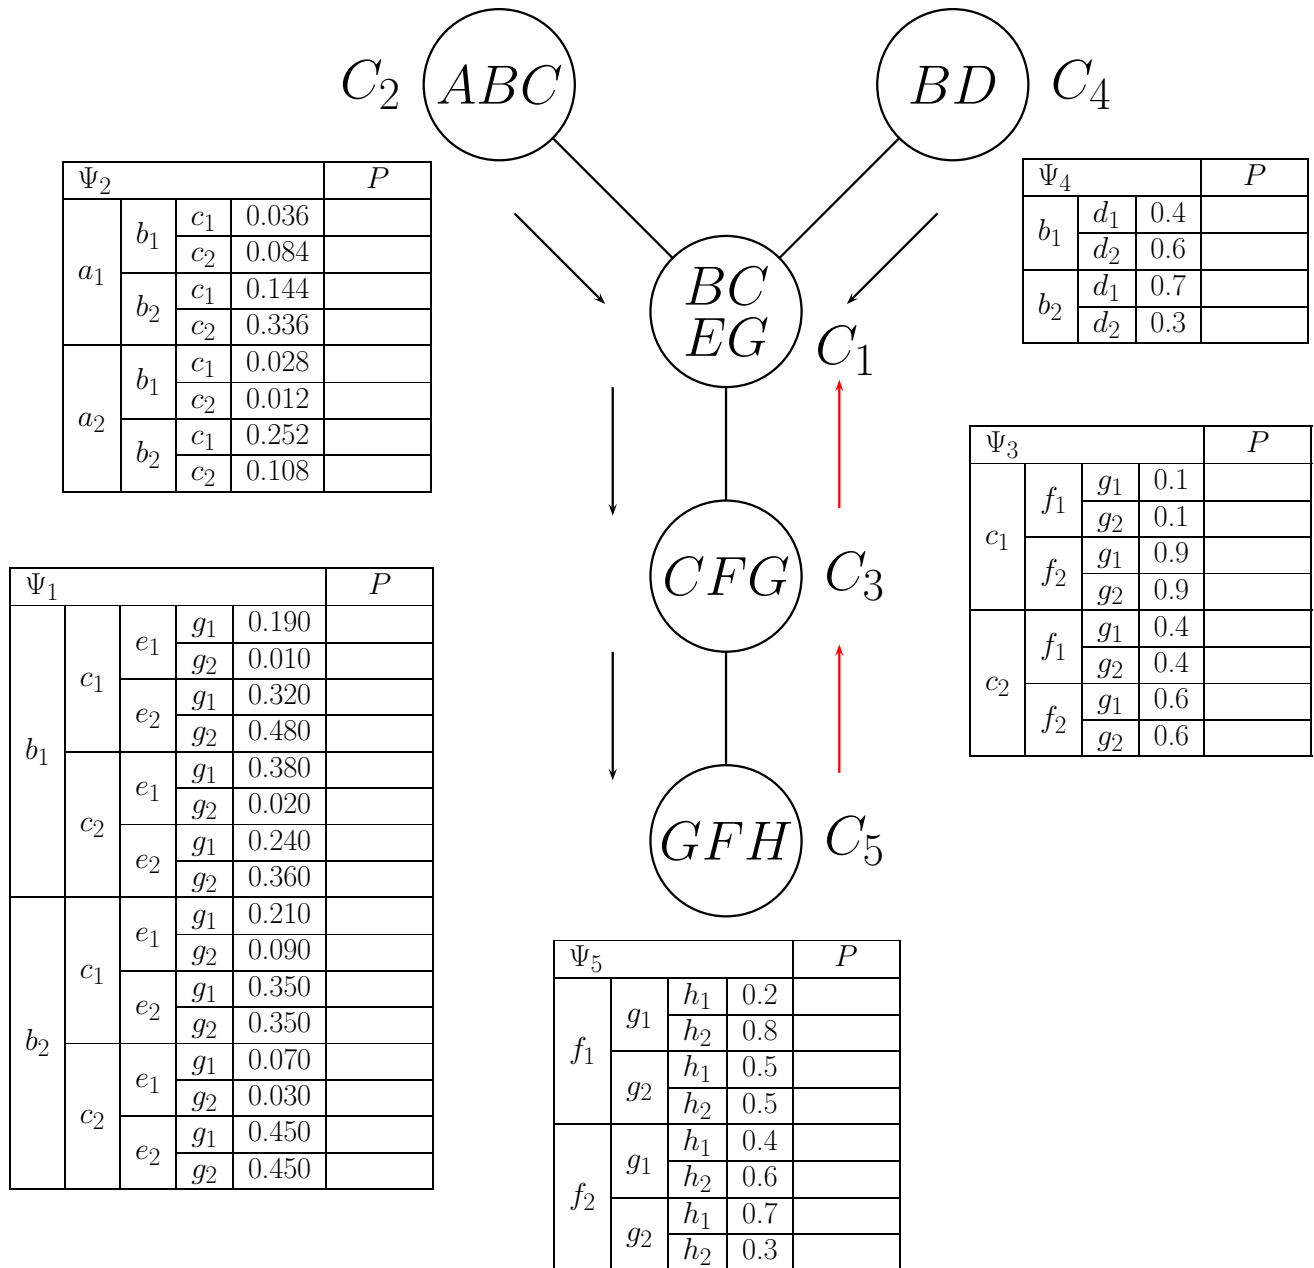 C2 ABC
BD C4
Ψ2 P
a1 b1 c1 0.036
c2 0.084
b2 c1 0.144
c2 0.336
a2 b1 c1 0.028
c2 0.012
b2 c1 0.252
c2 0.108
Ψ4 P
b1 d1 0.4
d2 0.6
b2 d1 0.7
d2 0.3
BC
EG
C1
Ψ3 P
c1 f1 g1 0.1
g2 0.1
f2 g1 0.9
g2 0.9
c2 f1 g1 0.4
g2 0.4
f2 g1 0.6
g2 0.6
CFG C3
Ψ1 P
b1 c1 e1 g1 0.190
g2 0.010
e2 g1 0.320
g2 0.480
c2 e1 g1 0.380
g2 0.020
e2 g1 0.240
g2 0.360
b2 c1 e1 g1 0.210
g2 0.090
e2 g1 0.350
g2 0.350
c2 e1 g1 0.070
g2 0.030
e2 g1 0.450
g2 0.450
GFH C5
Ψ5 P
f1 g1 h1 0.2
h2 0.8
g2 h1 0.5
h2 0.5
f2 g1 h1 0.4
h2 0.6
g2 h1 0.7
h2 0.3